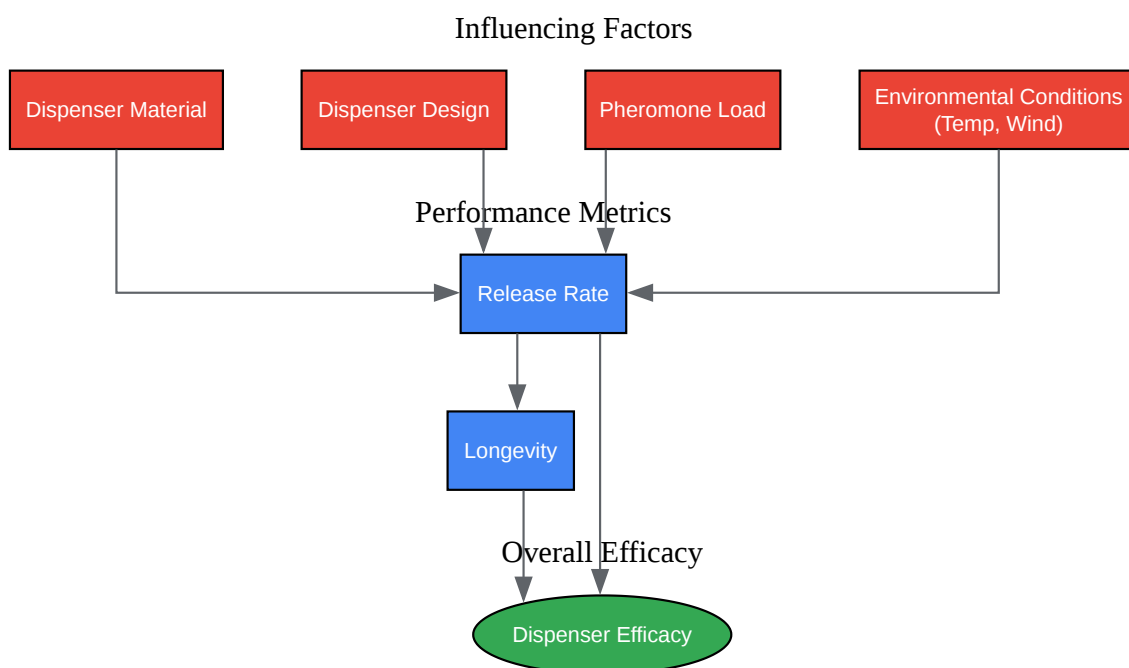 Influencing Factors
Dispenser Material
Dispenser Design
Pheromone Load
Environmental Conditions
(Temp, Wind)
Performance Metrics
Release Rate
Longevity
Overall Efficacy
Dispenser Efficacy